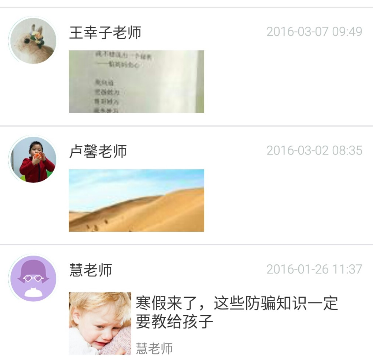 王幸子老师
2016-03-07 09:49
卢馨老师
2016-03-02 08:35
慧老师
2016-01-26 11:37
寒假来了，这些防骗知识一定
要教给孩子
慧老师